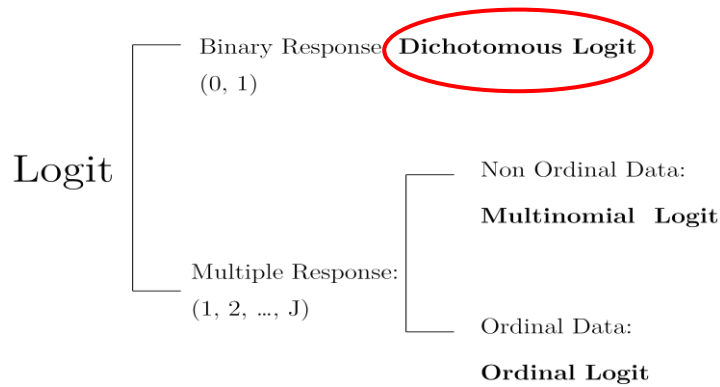 Logit
Binary Response Dichotomous Logit
(0, 1)
Multiple Response:
(1, 2, ..., J)
Non Ordinal Data:
Multinomial Logit
Ordinal Data:
Ordinal Logit